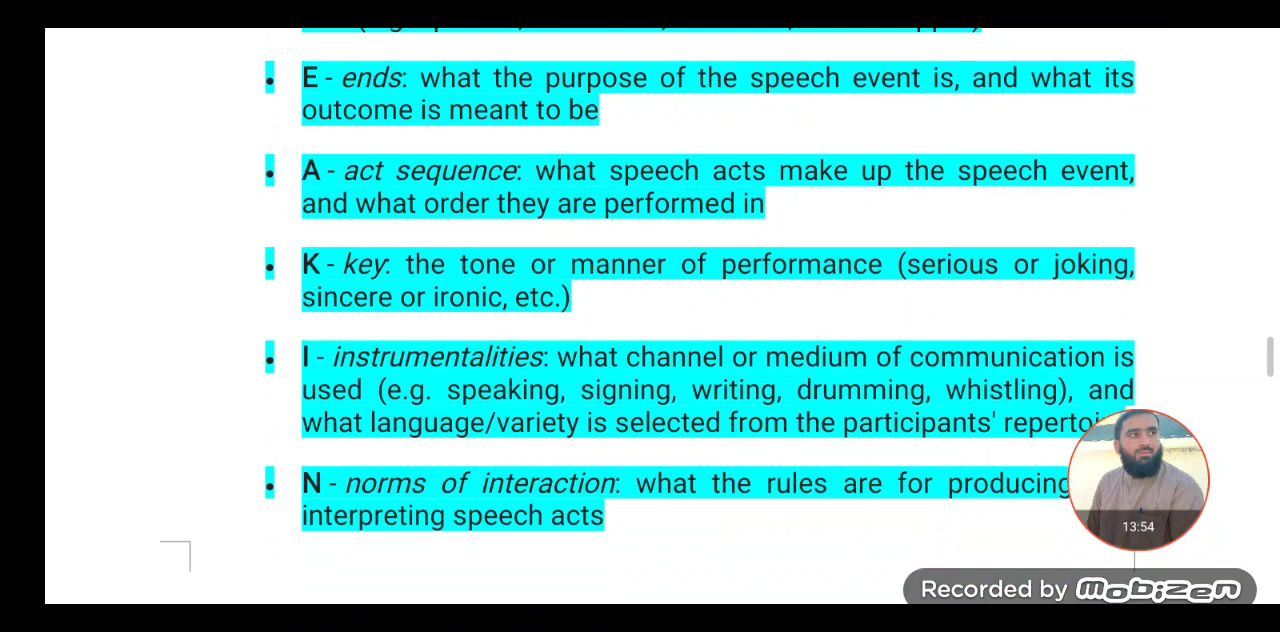 E - ends: what the purpose of the speech event is, and what its
outcome is meant to be
A - act sequence: what speech acts make up the speech event,
and what order they are performed in
K - key: the tone or manner of performance (serious or joking,
sincere or ironic, etc.)
I - instrumentalities: what channel or medium of communication is
used (e.g. speaking, signing, writing, drumming, whistling), and
what language/variety is selected from the participants'
N - norms of interaction: what the rules are for producing
interpreting speech acts
13:54
Recorded by Mobizen